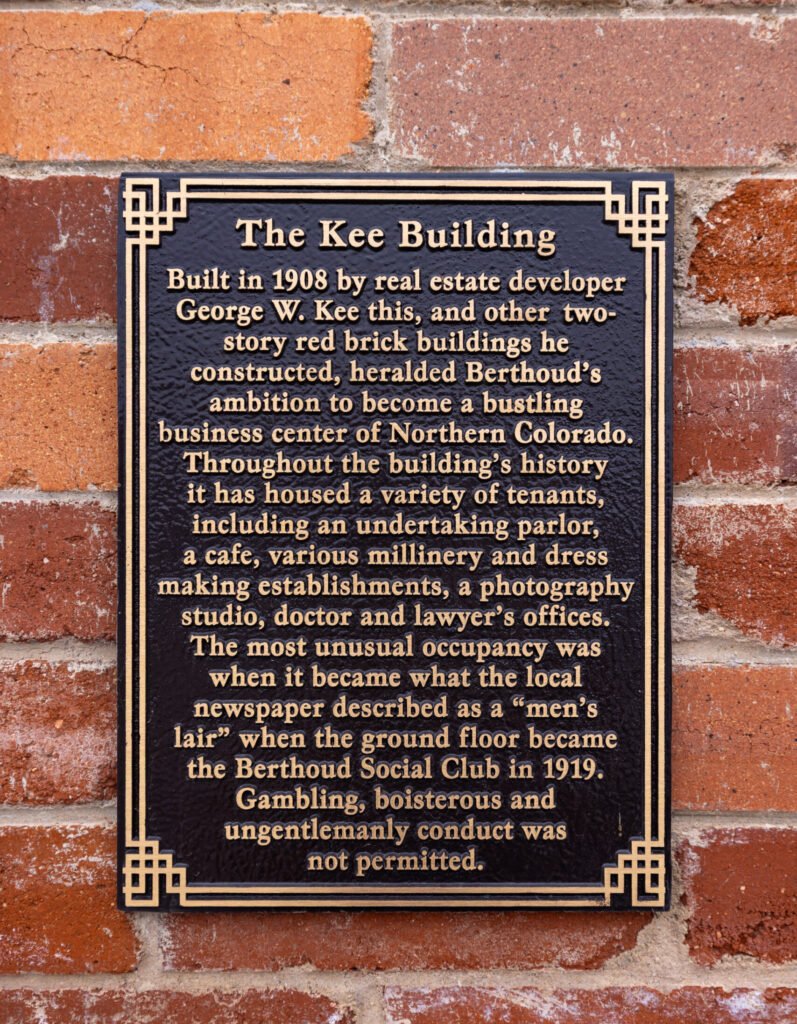 The Kee Building
Built in 1908 by real estate developer
George W. Kee this, and other two-
story red brick buildings he
constructed, heralded Berthoud's
ambition to become a bustling
business center of Northern Colorado.
Throughout the building's history
it has housed a variety of tenants,
including an undertaking parlor,
a cafe, various millinery and dress
making establishments, a photography
studio, doctor and lawyer's offices.
The most unusual occupancy was
when it became what the local
newspaper described as a “men's
lair” when the ground floor became
the Berthoud Social Club in 1919.
Gambling, boisterous and
ungentlemanly conduct was
not permitted.